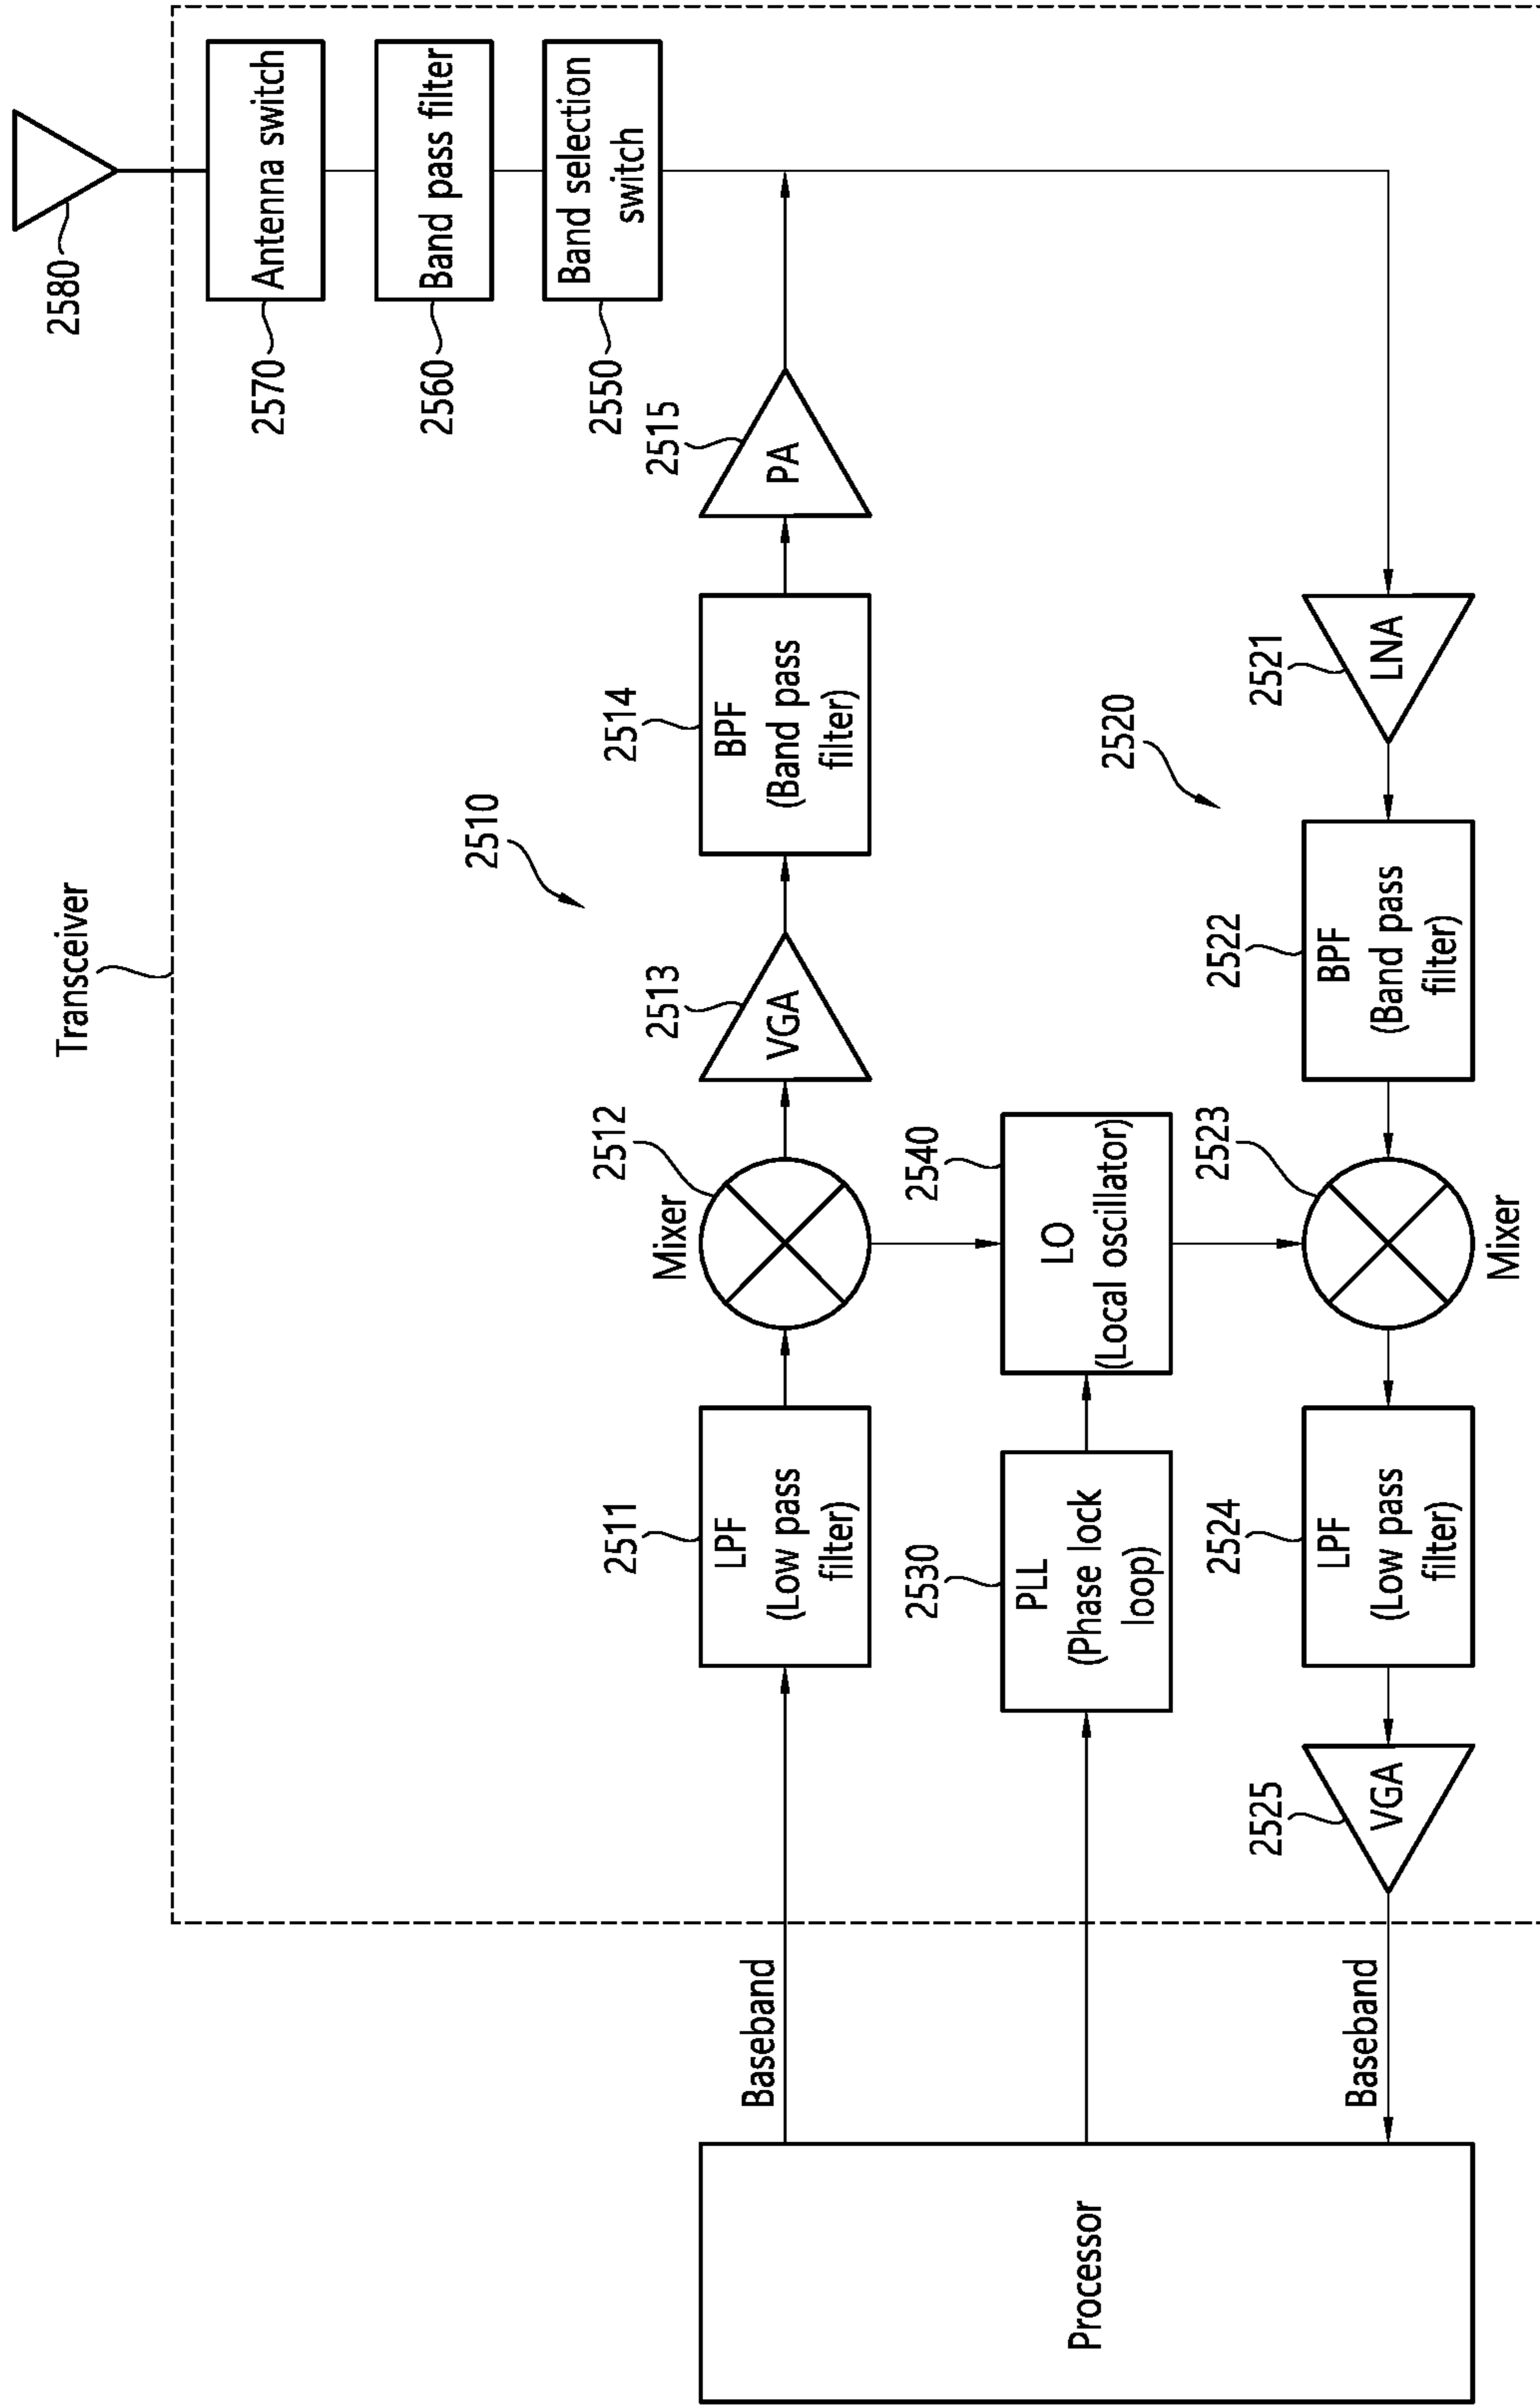 Transceiver
2580
Antenna switch
2570
Band pass filter
2560
Band selection
switch
2550
2510
2511
LPF
(Low pass
filter)
Mixer
2512
2513
VGA
2514
BPF
(Band pass
filter)
2515
PA
Baseband
Processor
2530
PLL
(Phase lock
loop)
2540
LO
(Local oscillator)
2520
2521
LNA
2522
BPF
(Band pass
filter)
2523
Mixer
2524
LPF
(Low pass
filter)
2525
VGA
Baseband